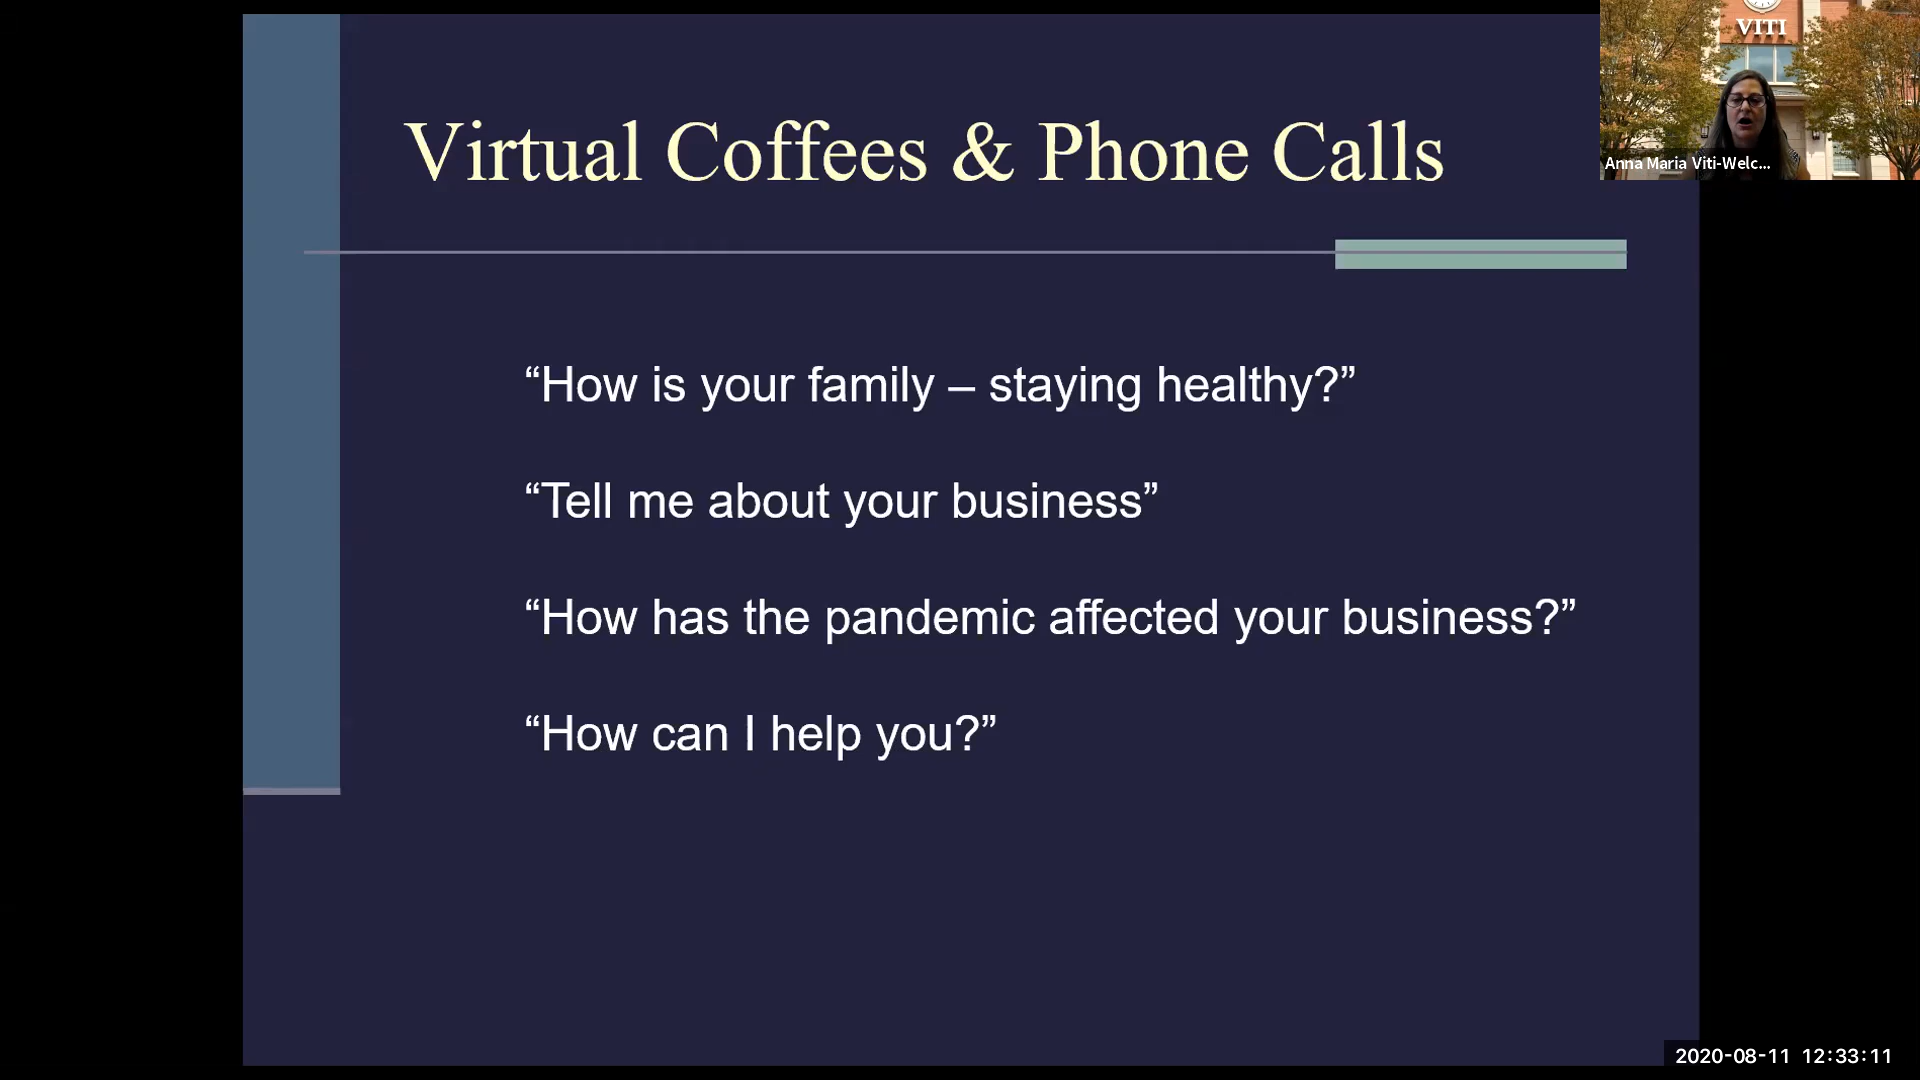 VITI
Virtual Coffees & Phone Calls
Anna Maria Viti-Welc...
“How is your family – staying healthy?”
“Tell me about your business”
“How has the pandemic affected your business?”
“How can I help you?”
2020-08-11 12:33:11